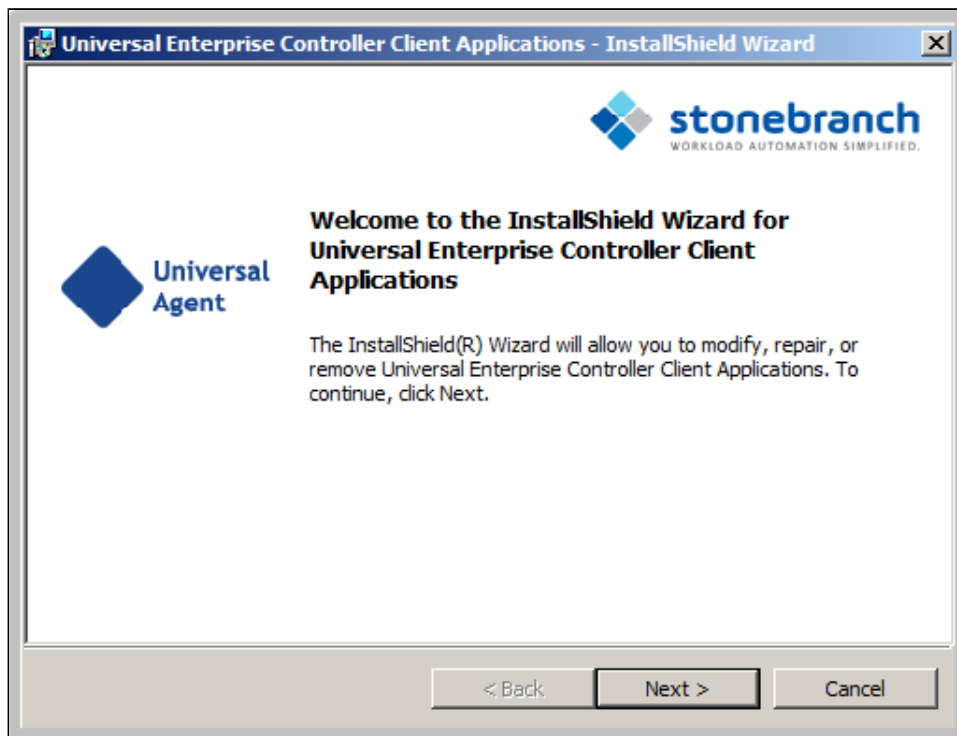 Universal Enterprise Controller Client Applications - InstallShield Wizard
stonebranch
WORKLOAD AUTOMATION SIMPLIFIED.
Welcome to the InstallShield Wizard for
Universal Enterprise Controller Client
Applications
Universal
Agent
The InstallShield(R) Wizard will allow you to modify, repair, or
remove Universal Enterprise Controller Client Applications. To
continue, click Next.
< Back
Next >
Cancel